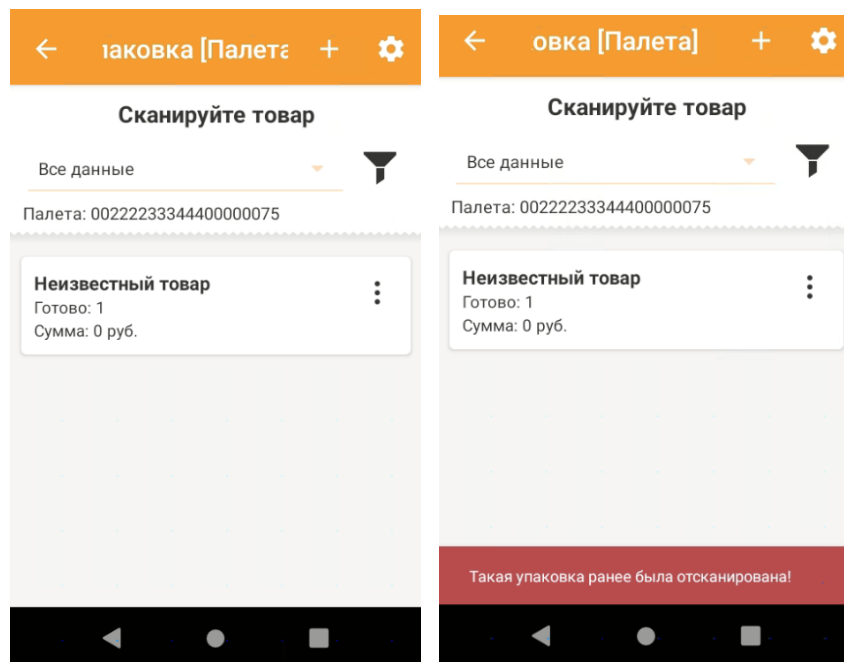 паковка [Палета
Сканируйте товар
Все данные
Палета: 00222233344400000075
Неизвестный товар
Готово: 1
Сумма: 0 руб.
овка [Палета]
Сканируйте товар
Все данные
Палета: 00222233344400000075
Неизвестный товар
Готово: 1
Сумма: 0 руб.
Такая упаковка ранее была отсканирована!